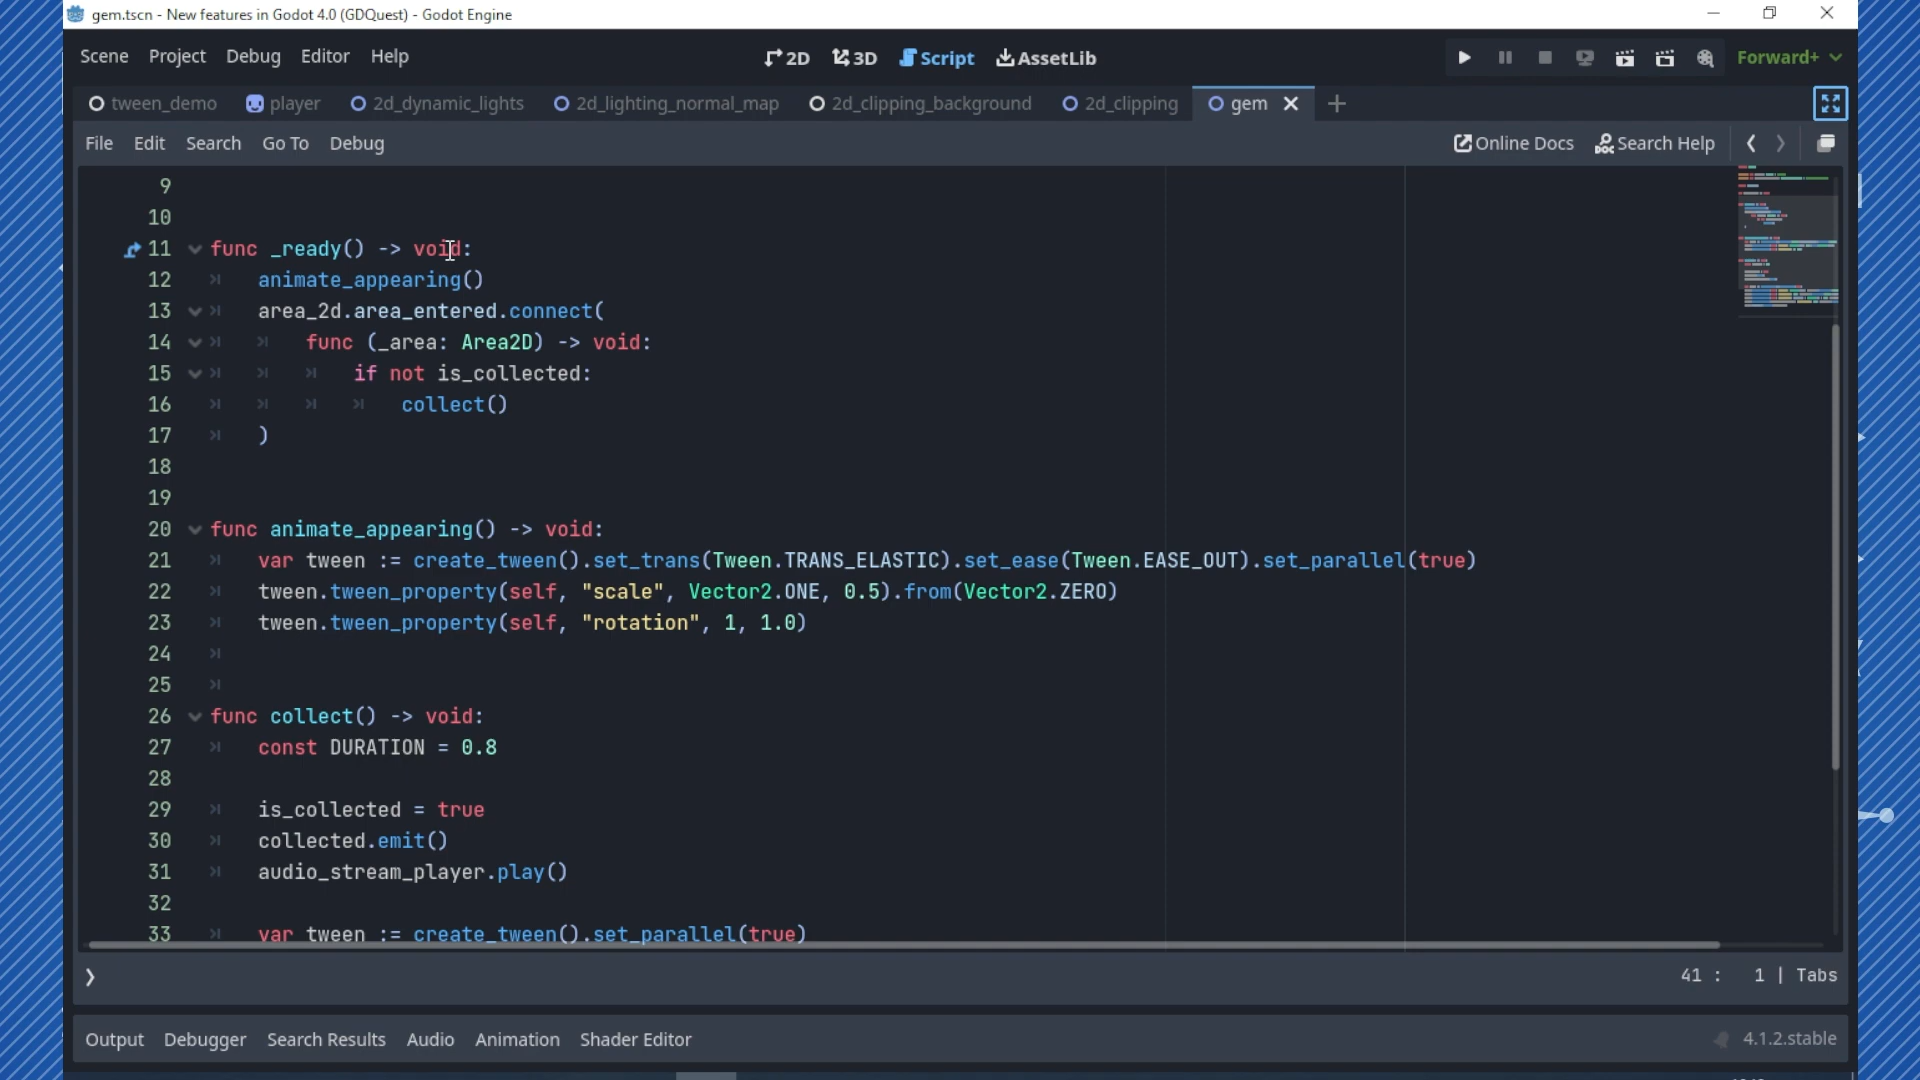 gem.tscn - New features in Godot 4.0 (GDQuest) - Godot Engine
Scene Project Debug Editor Help 2D 3D Script AssetLib Forward+
tween_demo player 2d_dynamic_lights 2d_lighting_normal_map 2d_clipping_background 2d_clipping gem
File Edit Search Go To Debug Online Docs Search Help
9
10
11 func _ready() -> void:
12 animate_appearing()
13 area_2d.area_entered.connect(
14 func (_area: Area2D) -> void:
15 if not is_collected:
16 collect()
17 )
18
19
20 func animate_appearing() -> void:
21 var tween := create_tween().set_trans(Tween.TRANS_ELASTIC).set_ease(Tween.EASE_OUT).set_parallel(true)
22 tween.tween_property(self, "scale", Vector2.ONE, 0.5).from(Vector2.ZERO)
23 tween.tween_property(self, "rotation", 1, 1.0)
24
25
26 func collect() -> void:
27 const DURATION = 0.8
28
29 is_collected = true
30 collected.emit()
31 audio_stream_player.play()
32
33 var tween := create_tween().set_parallel(true)
41 : 1 | Tabs
Output Debugger Search Results Audio Animation Shader Editor 4.1.2.stable